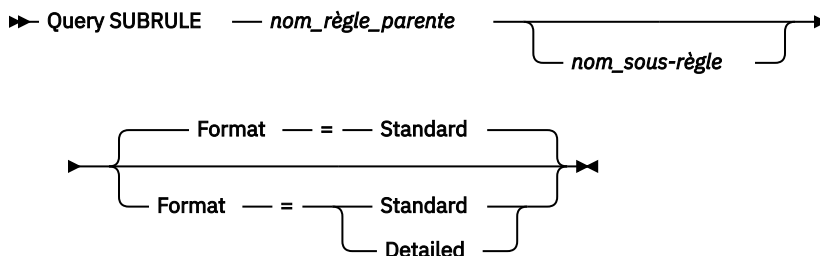 Query SUBRULE nom_règle_parente
nom_sous-règle
Format = Standard
Format = Standard
Detailed